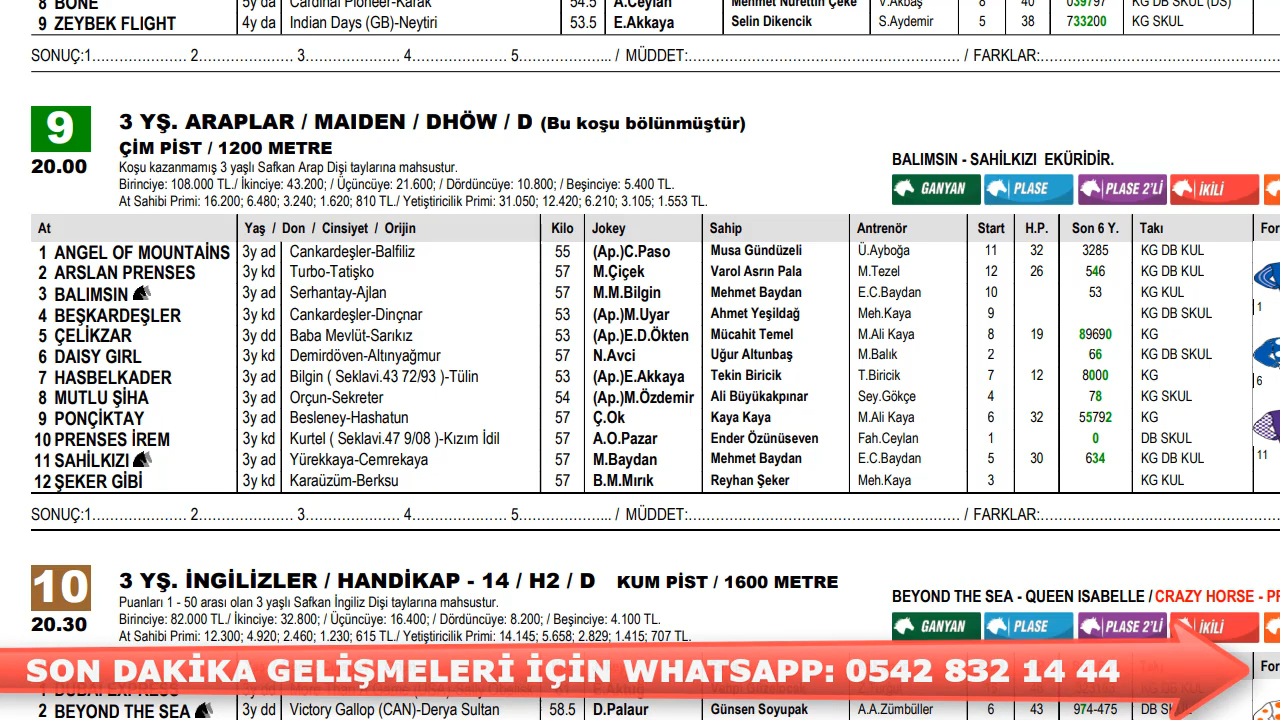 8 BONE 5y da Cardinal Pioneer-Karak 54.5 A.Ceylan Mehmet Nurettin Çeke V.Akbaş 8 40 039797 KG DB SKUL (DS)
9 ZEYBEK FLIGHT 4y da Indian Days (GB)-Neytiri 53.5 E.Akkaya Selin Dikencik S.Aydemir 5 38 733200 KG SKUL
SONUÇ:1..................... 2..................... 3..................... 4..................... 5..................... / MÜDDET:............................................................ / FARKLAR:............................................................
9 3 YŞ. ARAPLAR / MAIDEN / DHÖW / D (Bu koşu bölünmüştür)
ÇİM PİST / 1200 METRE
20.00 Koşu kazanmamış 3 yaşlı Safkan Arap Dişi taylarına mahsustur. BALIMSIN - SAHİLKIZI EKÜRİDİR.
Birinciye: 108.000 TL./ İkinciye: 43.200; / Üçüncüye: 21.600; / Dördüncüye: 10.800; / Beşinciye: 5.400 TL. GANYAN PLASE PLASE 2'Lİ İKİLİ
At Sahibi Primi: 16.200; 6.480; 3.240; 1.620; 810 TL./ Yetiştiricilik Primi: 31.050; 12.420; 6.210; 3.105; 1.553 TL.
At Yaş / Don / Cinsiyet / Orijin Kilo Jokey Sahip Antrenör Start H.P. Son 6 Y. Takı For
1 ANGEL OF MOUNTAİNS 3y ad Cankardeşler-Balfiliz 55 (Ap.)C.Paso Musa Gündüzeli Ü.Ayboğa 11 32 3285 KG DB KUL
2 ARSLAN PRENSES 3y kd Turbo-Tatişko 57 M.Çiçek Varol Asrın Pala M.Tezel 12 26 546 KG DB KUL
3 BALIMSIN 3y ad Serhantay-Ajlan 57 M.M.Bilgin Mehmet Baydan E.C.Baydan 10 53 KG KUL
4 BEŞKARDEŞLER 3y kd Cankardeşler-Dinçnar 53 (Ap.)M.Uyar Ahmet Yeşildağ Meh.Kaya 9 KG DB SKUL 1
5 ÇELİKZAR 3y dd Baba Mevlüt-Sarıkız 53 (Ap.)E.D.Ökten Mücahit Temel M.Ali Kaya 8 19 89690 KG
6 DAISY GIRL 3y kd Demirdöven-Altınyağmur 57 N.Avci Uğur Altunbaş M.Balık 2 66 KG DB SKUL
7 HASBELKADER 3y ad Bilgin ( Seklavi.43 72/93 )-Tülin 53 (Ap.)E.Akkaya Tekin Biricik T.Biricik 7 12 8000 KG 6
8 MUTLU ŞİHA 3y ad Orçun-Sekreter 54 (Ap.)M.Özdemir Ali Büyükakpınar Sey.Gökçe 4 78 KG SKUL
9 PONÇİKTAY 3y ad Besleney-Hashatun 57 Ç.Ok Kaya Kaya M.Ali Kaya 6 32 55792 KG
10 PRENSES İREM 3y kd Kurtel ( Seklavi.47 9/08 )-Kızım İdil 57 A.O.Pazar Ender Özünüseven Fah.Ceylan 1 0 DB SKUL
11 SAHİLKIZI 3y ad Yürekkaya-Cemrekaya 57 M.Baydan Mehmet Baydan E.C.Baydan 5 30 634 KG DB KUL 11
12 ŞEKER GİBİ 3y kd Karaüzüm-Berksu 57 B.M.Mırık Reyhan Şeker Meh.Kaya 3 KG KUL
SONUÇ:1..................... 2..................... 3..................... 4..................... 5..................... / MÜDDET:............................................................ / FARKLAR:............................................................
10 3 YŞ. İNGİLİZLER / HANDİKAP - 14 / H2 / D KUM PİST / 1600 METRE
Puanları 1 - 50 arası olan 3 yaşlı Safkan İngiliz Dişi taylarına mahsustur. BEYOND THE SEA - QUEEN ISABELLE / CRAZY HORSE - PR
20.30 Birinciye: 82.000 TL./ İkinciye: 32.800; / Üçüncüye: 16.400; / Dördüncüye: 8.200; / Beşinciye: 4.100 TL. GANYAN PLASE PLASE 2'Lİ İKİLİ
At Sahibi Primi: 12.300; 4.920; 2.460; 1.230; 615 TL./ Yetiştiricilik Primi: 14.145; 5.658; 2.829; 1.415; 707 TL.
For
SON DAKİKA GELİŞMELERİ İÇİN WHATSAPP: 0542 832 14 44
2 BEYOND THE SEA 3y dd Victory Gallop (CAN)-Derya Sultan 58.5 D.Palaur Günsen Soyupak A.A.Zümbüller 6 43 974-475 DB SKUL